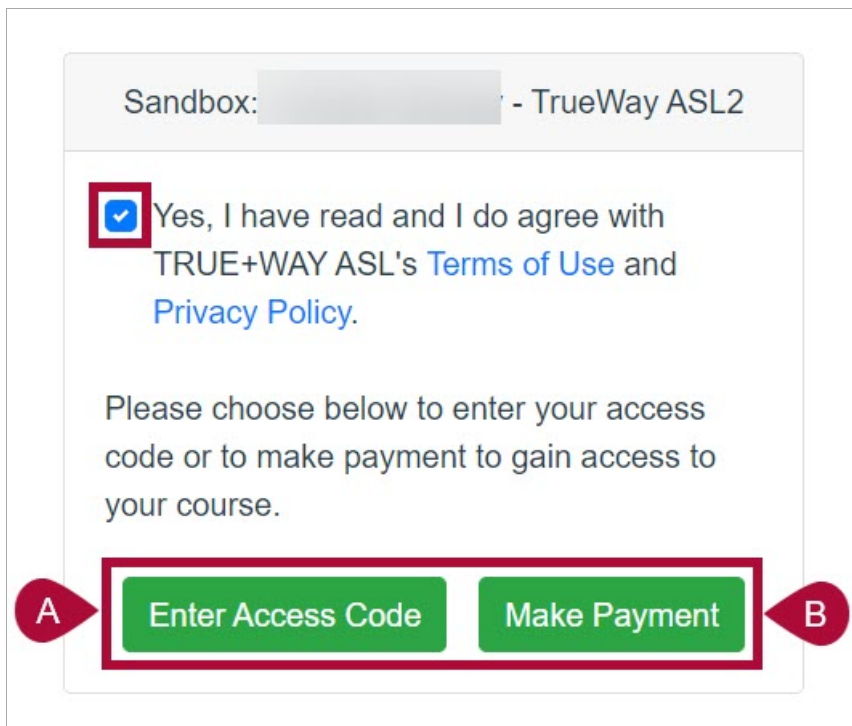 Sandbox: - TrueWay ASL2
Yes, I have read and I do agree with
TRUE+WAY ASL's Terms of Use and
Privacy Policy.
Please choose below to enter your access
code or to make payment to gain access to
your course.
A Enter Access Code Make Payment B